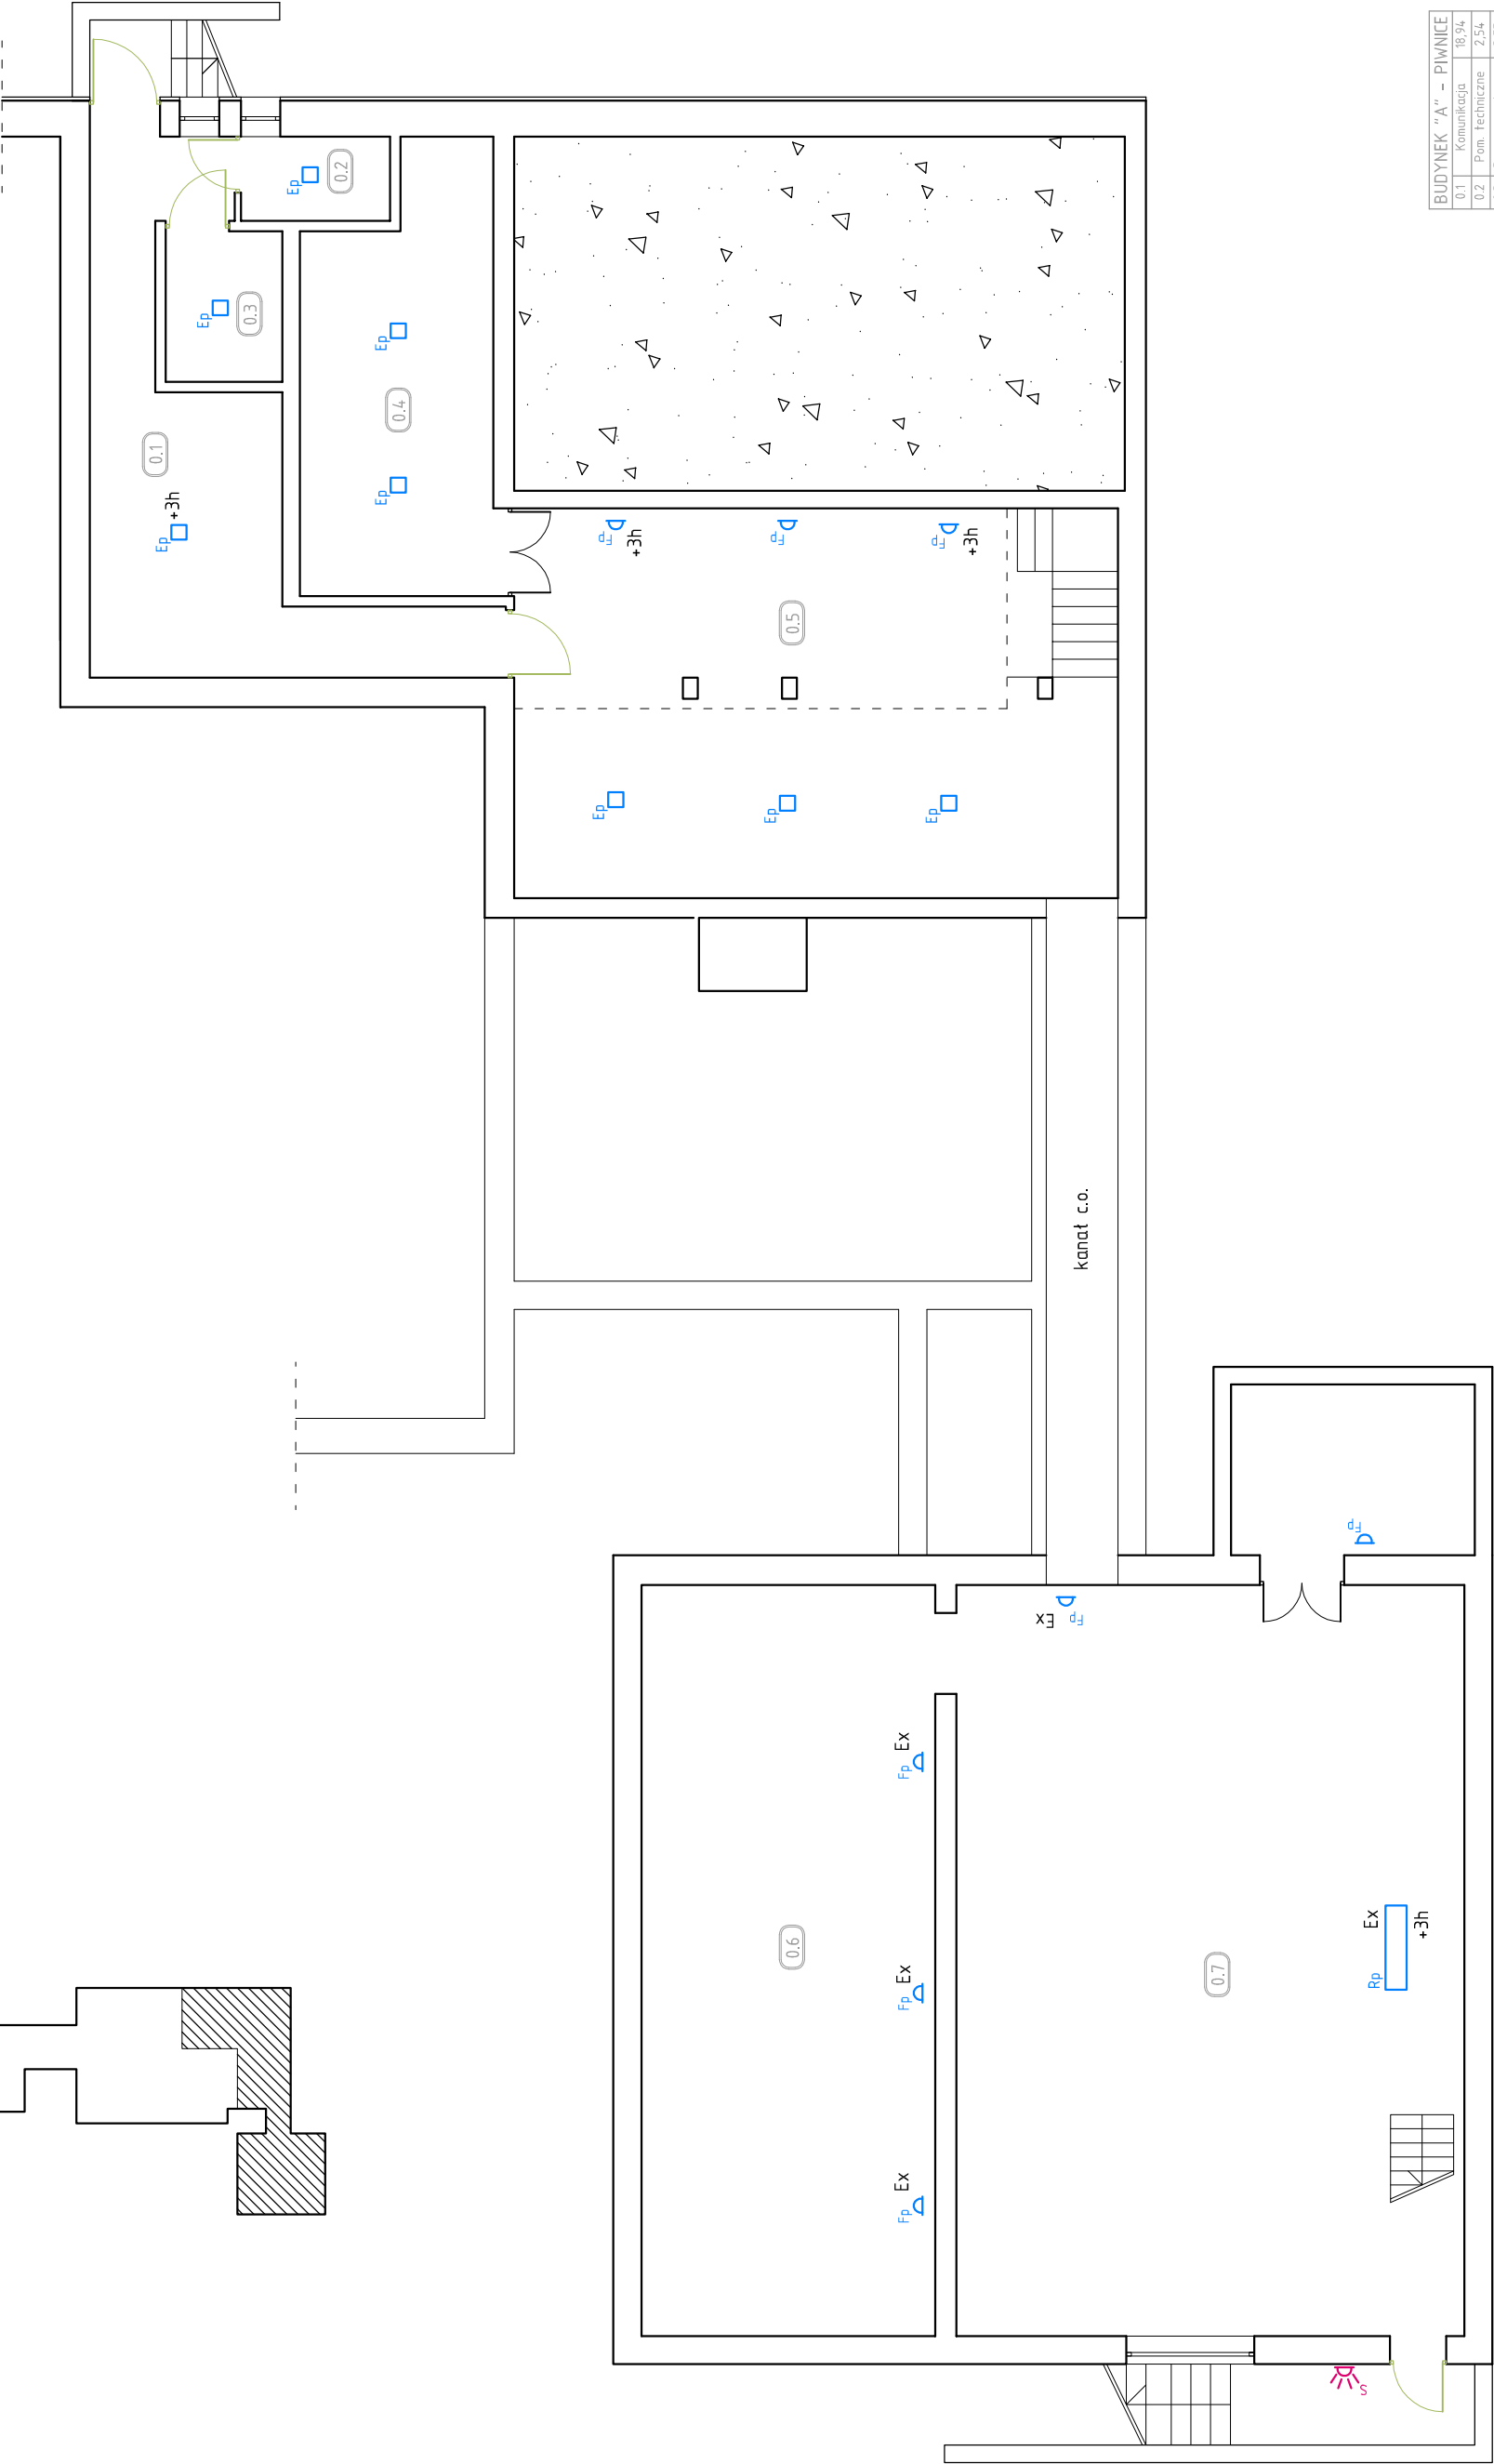 BUDYNEK "A" - PIWNICE
0.1 Komunikacja 18,94
0.2 Pom. techniczne 2,54
Ep
0.2
Ep
0.3
Ep
0.4
Ep
0.1
+3h
Ep
Fp
+3h
Fp
Fp
+3h
0.5
Ep
Ep
Ep
kanał c.o.
Fp
Ex
Fp
Ex
Fp
0.6
Ex
Fp
0.7
Ex
Rp
+3h
Ex
Fp
S